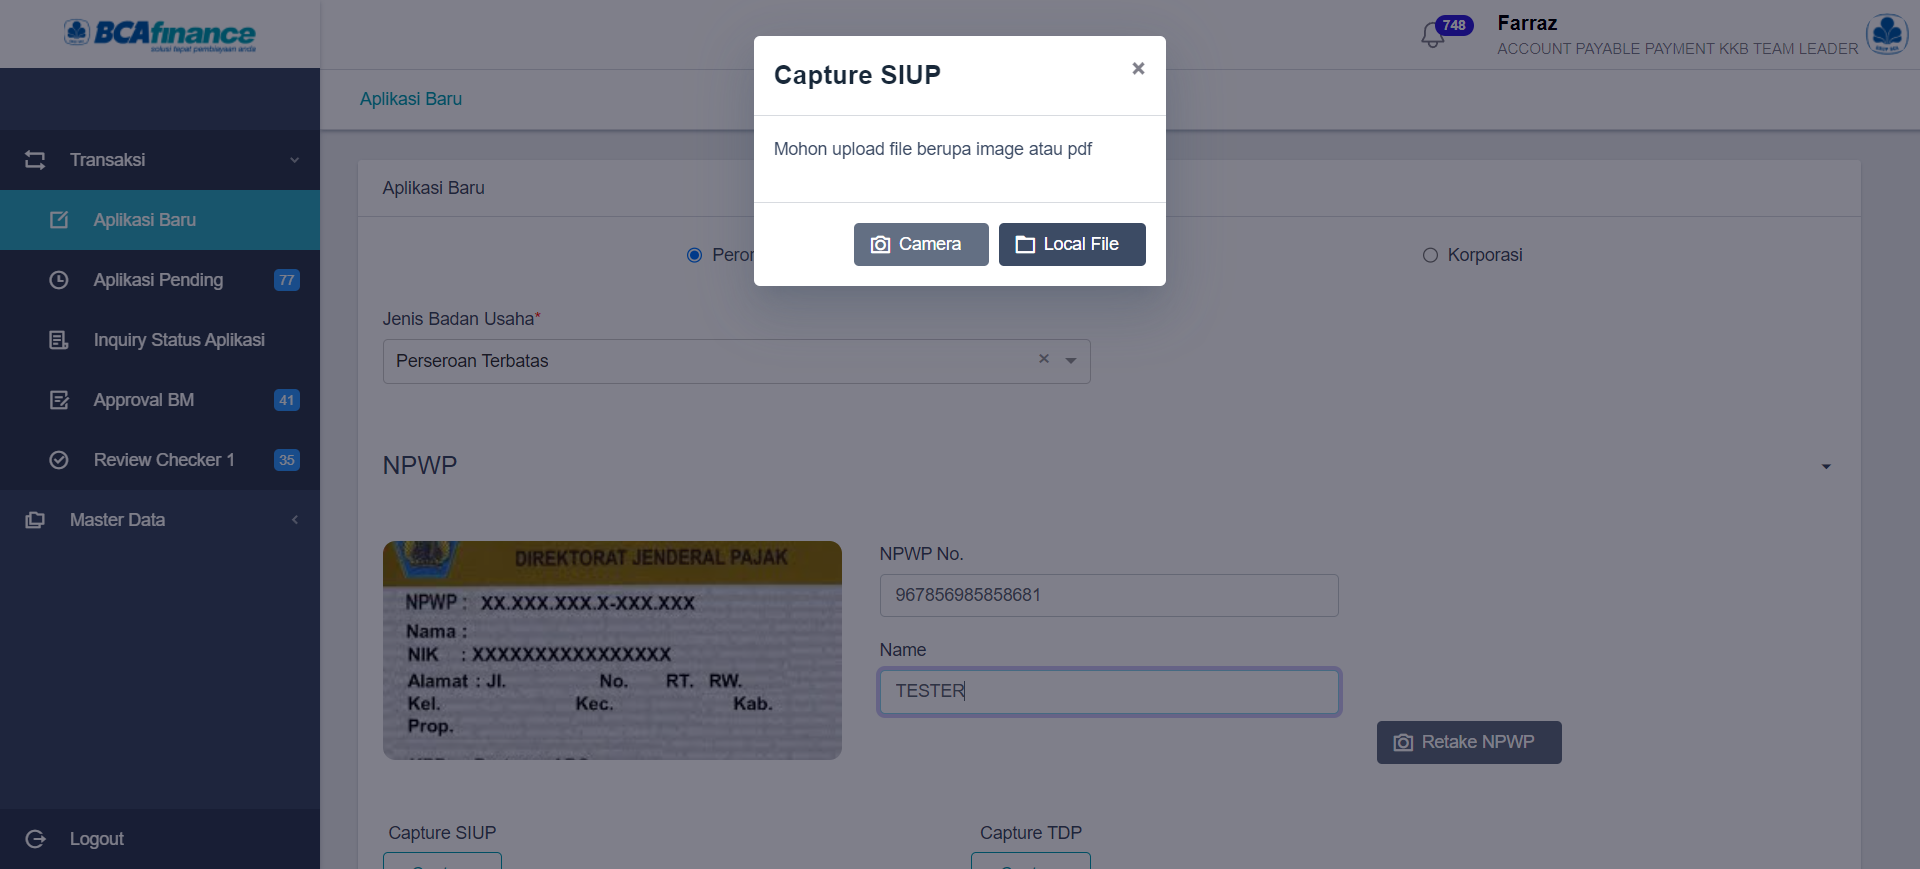 BCAfinance
solusi tepat pembiayaan anda
748
Farraz
ACCOUNT PAYABLE PAYMENT KKB TEAM LEADER
Capture SIUP
×
Mohon upload file berupa image atau pdf
Camera
Local File
Aplikasi Baru
Transaksi
Aplikasi Baru
Aplikasi Pending
77
Inquiry Status Aplikasi
Approval BM
41
Review Checker 1
35
Master Data
Logout
Aplikasi Baru
Korporasi
Jenis Badan Usaha*
Perseroan Terbatas
×
NPWP
DIREKTORAT JENDERAL PAJAK
NPWP : XX.XXX.XXX.X-XXX.XXX
Nama :
NIK : XXXXXXXXXXXXXXXX
Alamat : Jl. No. RT. RW.
Kel. Kec. Kab.
Prop.
NPWP No.
967856985858681
Name
TESTER
Retake NPWP
Capture SIUP
Capture TDP